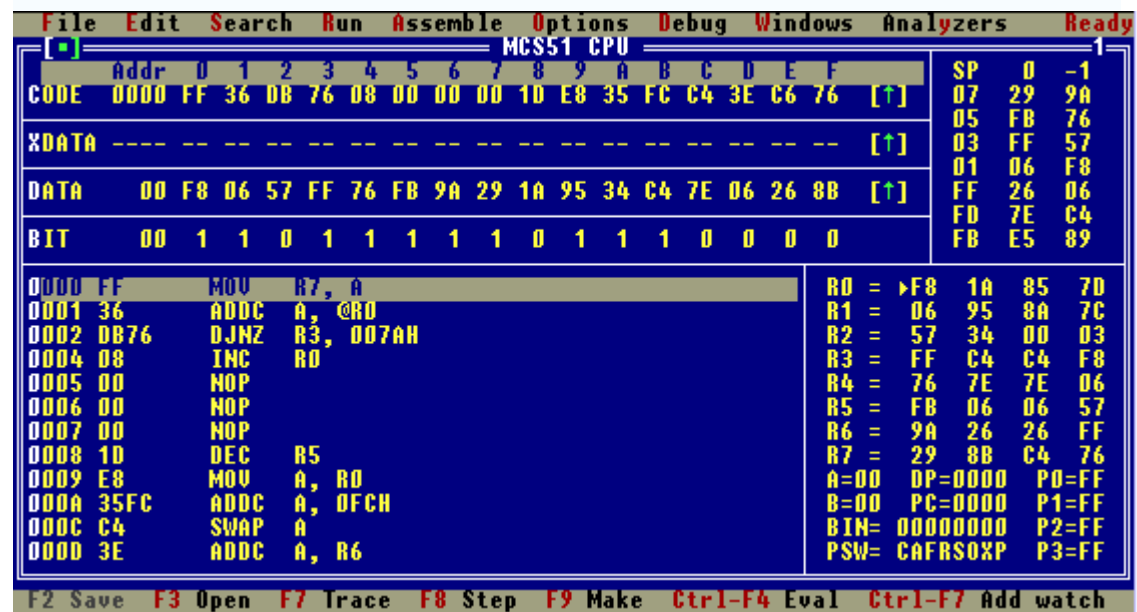 File Edit Search Run Assemble Options Debug Windows Analyzers Ready
[▪] MCS51 CPU 1
Addr 0 1 2 3 4 5 6 7 8 9 A B C D E F
CODE 0000 FF 36 DB 76 08 00 00 00 1D E8 35 FC C4 3E C6 76 [↑]
XDATA ---- -- -- -- -- -- -- -- -- -- -- -- -- -- -- -- -- [↑]
DATA 00 F8 06 57 FF 76 FB 9A 29 1A 95 34 C4 7E 06 26 8B [↑]
BIT 00 1 1 0 1 1 1 1 1 0 1 1 1 0 0 0 0
SP 0 -1
07 29 9A
05 FB 76
03 FF 57
01 06 F8
FF 26 06
FD 7E C4
FB E5 89
0000 FF MOV R7, A
0001 36 ADDC A, @R0
0002 DB76 DJNZ R3, 007AH
0004 08 INC R0
0005 00 NOP
0006 00 NOP
0007 00 NOP
0008 1D DEC R5
0009 E8 MOV A, R0
000A 35FC ADDC A, 0FCH
000C C4 SWAP A
000D 3E ADDC A, R6
R0 = ▸F8 1A 85 7D
R1 = 06 95 8A 7C
R2 = 57 34 00 03
R3 = FF C4 C4 F8
R4 = 76 7E 7E 06
R5 = FB 06 06 57
R6 = 9A 26 26 FF
R7 = 29 8B C4 76
A=00 DP=0000 P0=FF
B=00 PC=0000 P1=FF
BIN= 00000000 P2=FF
PSW= CAFRSOXP P3=FF
F2 Save F3 Open F7 Trace F8 Step F9 Make Ctrl-F4 Eval Ctrl-F7 Add watch